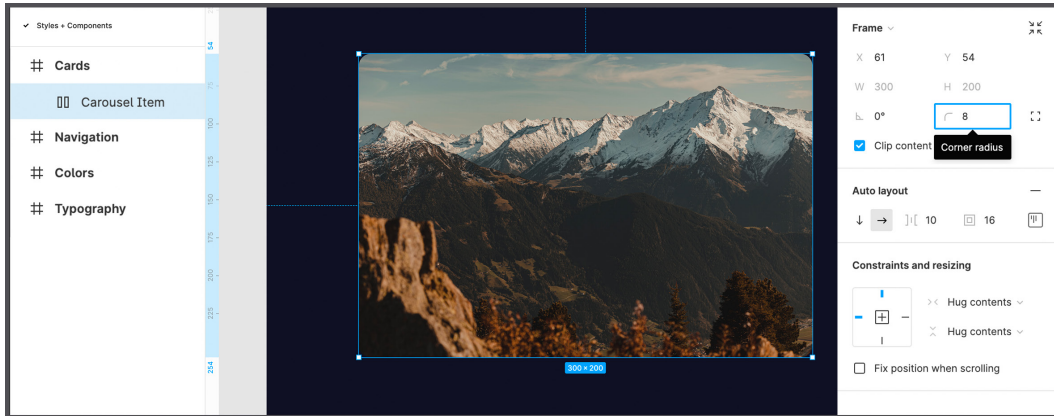 Styles + Components
Cards
Carousel Item
Navigation
Colors
Typography
54
75
100
125
150
175
200
225
254
300 × 200
Frame
X 61 Y 54
W 300 H 200
0° 8
Clip content
Corner radius
Auto layout
10 16
Constraints and resizing
Hug contents
Hug contents
Fix position when scrolling